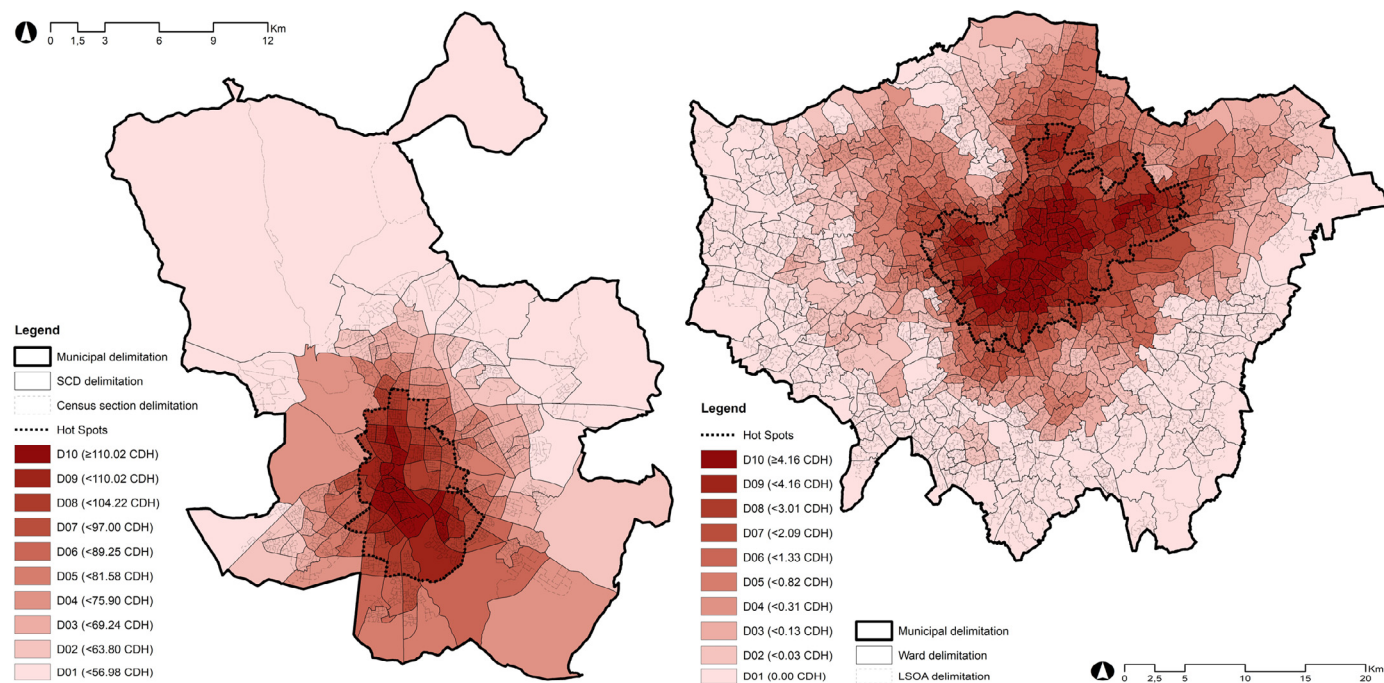 Km
0 1,5 3 6 9 12
Legend
Municipal delimitation
SCD delimitation
Census section delimitation
Hot Spots
D10 (≥110.02 CDH)
D09 (<110.02 CDH)
D08 (<104.22 CDH)
D07 (<97.00 CDH)
D06 (<89.25 CDH)
D05 (<81.58 CDH)
D04 (<75.90 CDH)
D03 (<69.24 CDH)
D02 (<63.80 CDH)
D01 (<56.98 CDH)
Legend
Hot Spots
D10 (≥4.16 CDH)
D09 (<4.16 CDH)
D08 (<3.01 CDH)
D07 (<2.09 CDH)
D06 (<1.33 CDH)
D05 (<0.82 CDH)
D04 (<0.31 CDH)
D03 (<0.13 CDH)
D02 (<0.03 CDH)
D01 (0.00 CDH)
Municipal delimitation
Ward delimitation
LSOA delimitation
Km
0 2,5 5 10 15 20